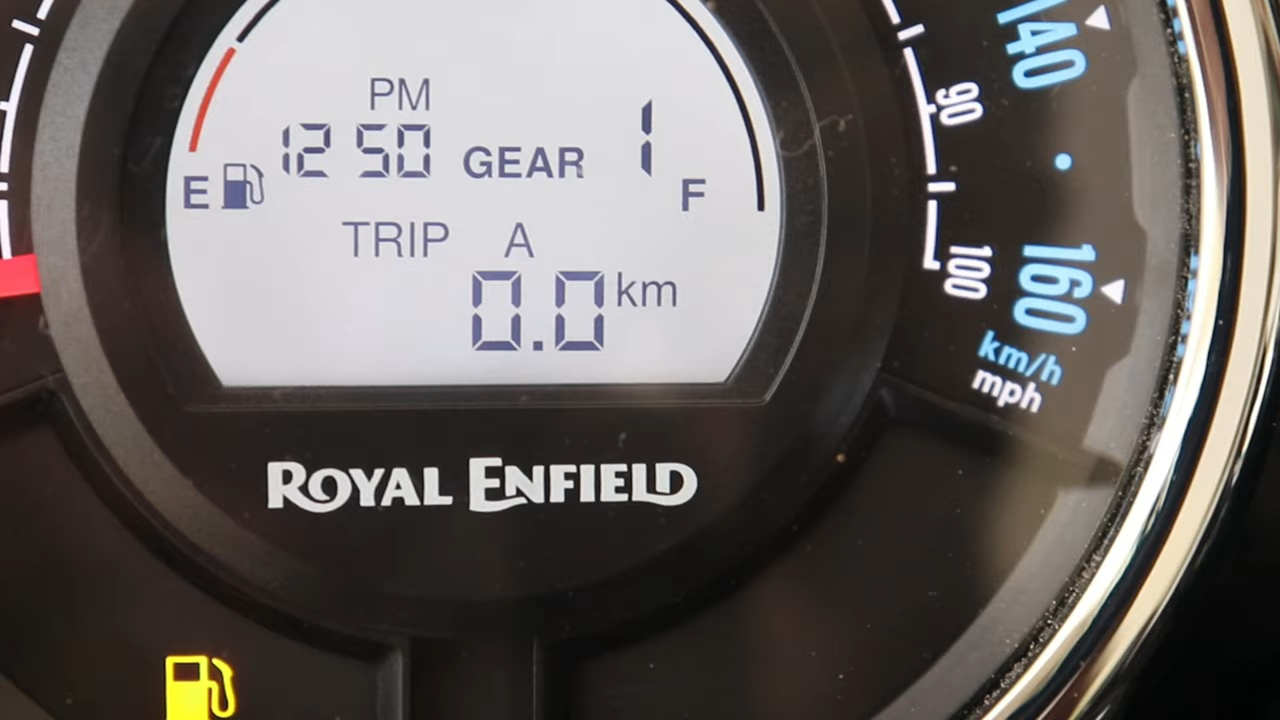 PM
12 50 GEAR 1
E F
TRIP A
0.0 km
ROYAL ENFIELD
140
90
160
100
km/h
mph